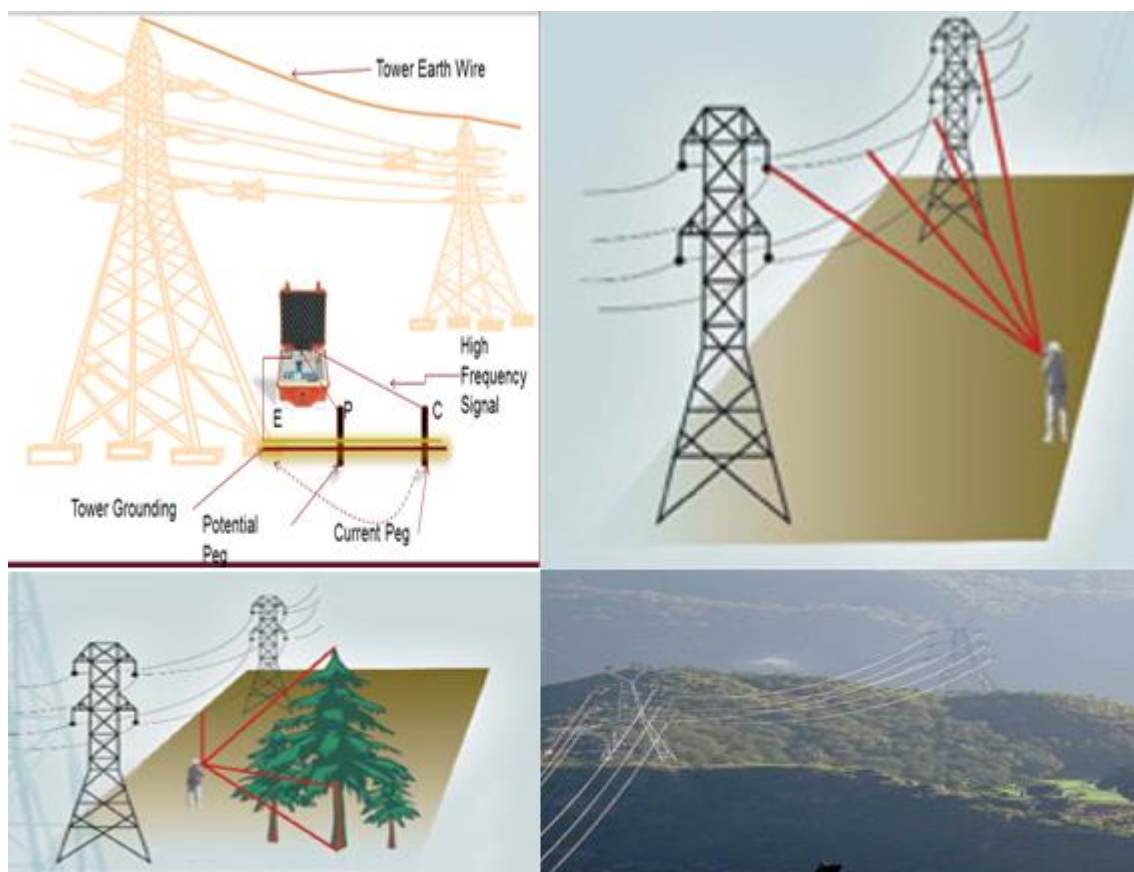 Tower Earth Wire
High
Frequency
Signal
E
P
C
Tower Grounding
Potential
Peg
Current Peg